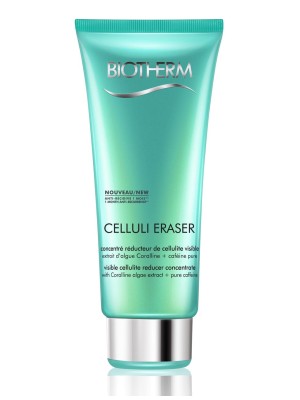 BIOTHERM
NOUVEAU/NEW
CELLULI ERASER
concentré réducteur de cellulite visible
extrait d'algue Coralline + caféine pure
visible cellulite reducer concentrate
with Coralline algae extract + pure caffeine